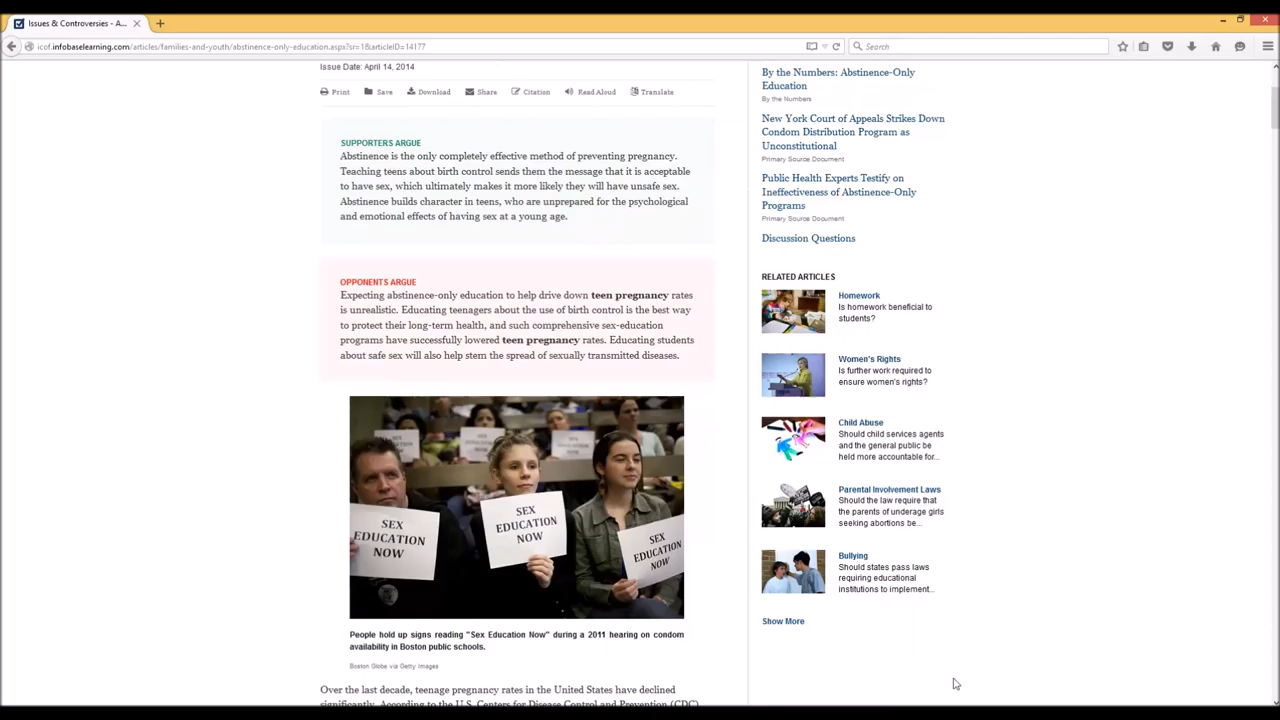 Issues & Controversies - A...
icof.infobaselearning.com/articles/families-and-youth/abstinence-only-education.aspx?sr=1&articleID=14177
Search
Issue Date: April 14, 2014
Print Save Download Share Citation Read Aloud Translate
SUPPORTERS ARGUE
Abstinence is the only completely effective method of preventing pregnancy.
Teaching teens about birth control sends them the message that it is acceptable
to have sex, which ultimately makes it more likely they will have unsafe sex.
Abstinence builds character in teens, who are unprepared for the psychological
and emotional effects of having sex at a young age.
OPPONENTS ARGUE
Expecting abstinence-only education to help drive down teen pregnancy rates
is unrealistic. Educating teenagers about the use of birth control is the best way
to protect their long-term health, and such comprehensive sex-education
programs have successfully lowered teen pregnancy rates. Educating students
about safe sex will also help stem the spread of sexually transmitted diseases.
SEX
EDUCATION
NOW
SEX
EDUCATION
NOW
SEX
EDUCATION
NOW
People hold up signs reading "Sex Education Now" during a 2011 hearing on condom
availability in Boston public schools.
Boston Globe via Getty Images
Over the last decade, teenage pregnancy rates in the United States have declined
significantly. According to the U.S. Centers for Disease Control and Prevention (CDC)
By the Numbers: Abstinence-Only
Education
By the Numbers
New York Court of Appeals Strikes Down
Condom Distribution Program as
Unconstitutional
Primary Source Document
Public Health Experts Testify on
Ineffectiveness of Abstinence-Only
Programs
Primary Source Document
Discussion Questions
RELATED ARTICLES
Homework
Is homework beneficial to
students?
Women's Rights
Is further work required to
ensure women's rights?
Child Abuse
Should child services agents
and the general public be
held more accountable for...
Parental Involvement Laws
Should the law require that
the parents of underage girls
seeking abortions be...
Bullying
Should states pass laws
requiring educational
institutions to implement...
Show More